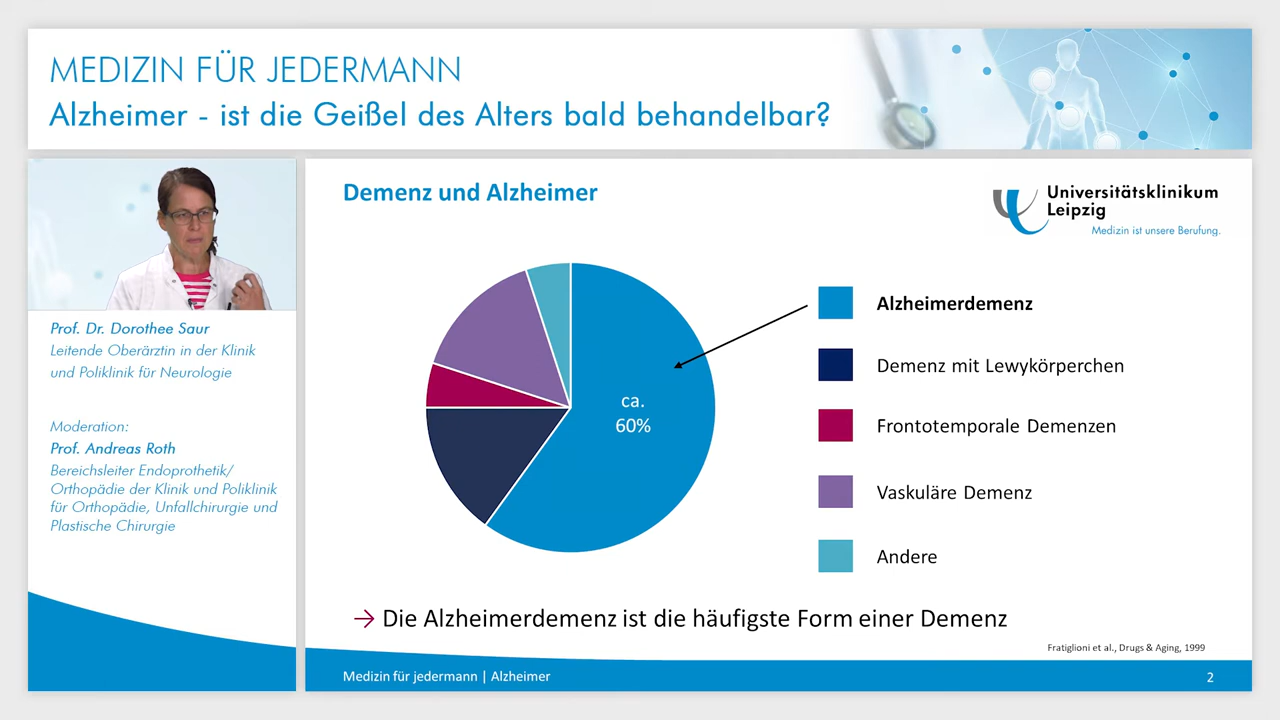 MEDIZIN FÜR JEDERMANN
Alzheimer - ist die Geißel des Alters bald behandelbar?
Prof. Dr. Dorothee Saur
Leitende Oberärztin in der Klinik
und Poliklinik für Neurologie
Moderation:
Prof. Andreas Roth
Bereichsleiter Endoprothetik/
Orthopädie der Klinik und Poliklinik
für Orthopädie, Unfallchirurgie und
Plastische Chirurgie
Demenz und Alzheimer
Universitätsklinikum
Leipzig
Medizin ist unsere Berufung.
ca.
60%
Alzheimerdemenz
Demenz mit Lewykörperchen
Frontotemporale Demenzen
Vaskuläre Demenz
Andere
→ Die Alzheimerdemenz ist die häufigste Form einer Demenz
Fratiglioni et al., Drugs & Aging, 1999
Medizin für jedermann | Alzheimer
2